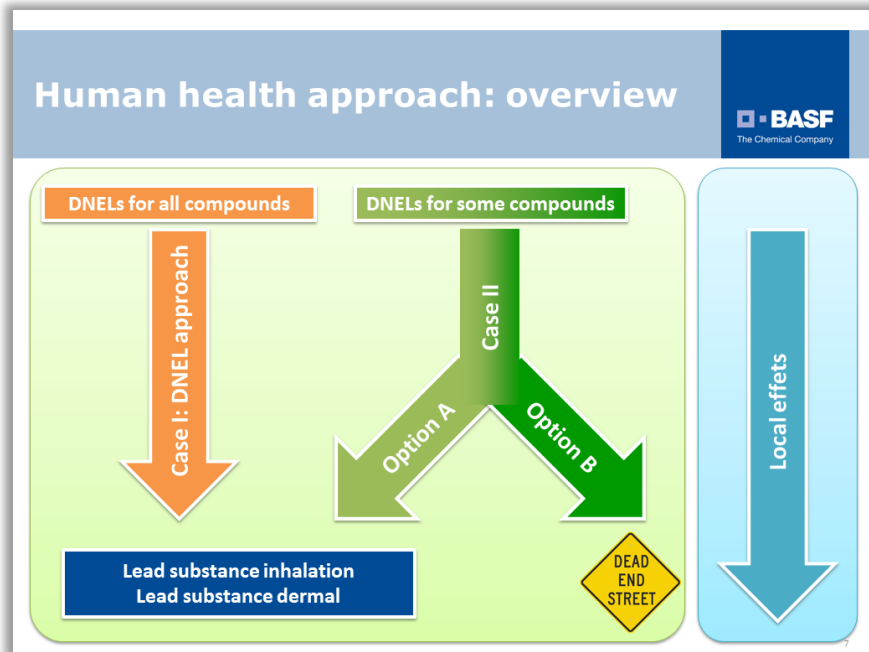 Human health approach: overview
BASF
The Chemical Company
DNELs for all compounds
DNELs for some compounds
Case I: DNEL approach
Case II
Option A
Option B
Local effets
Lead substance inhalation
Lead substance dermal
DEAD
END
STREET
7